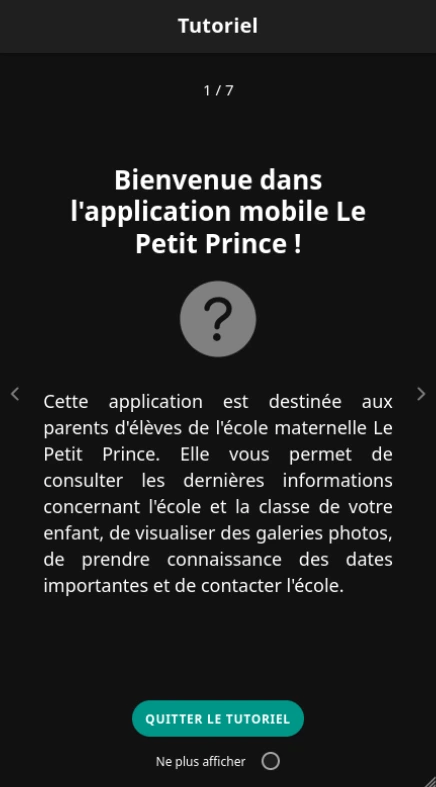 Tutoriel
1 / 7
Bienvenue dans
l'application mobile Le
Petit Prince !
?
Cette application est destinée aux
parents d'élèves de l'école maternelle Le
Petit Prince. Elle vous permet de
consulter les dernières informations
concernant l'école et la classe de votre
enfant, de visualiser des galeries photos,
de prendre connaissance des dates
importantes et de contacter l'école.
QUITTER LE TUTORIEL
Ne plus afficher